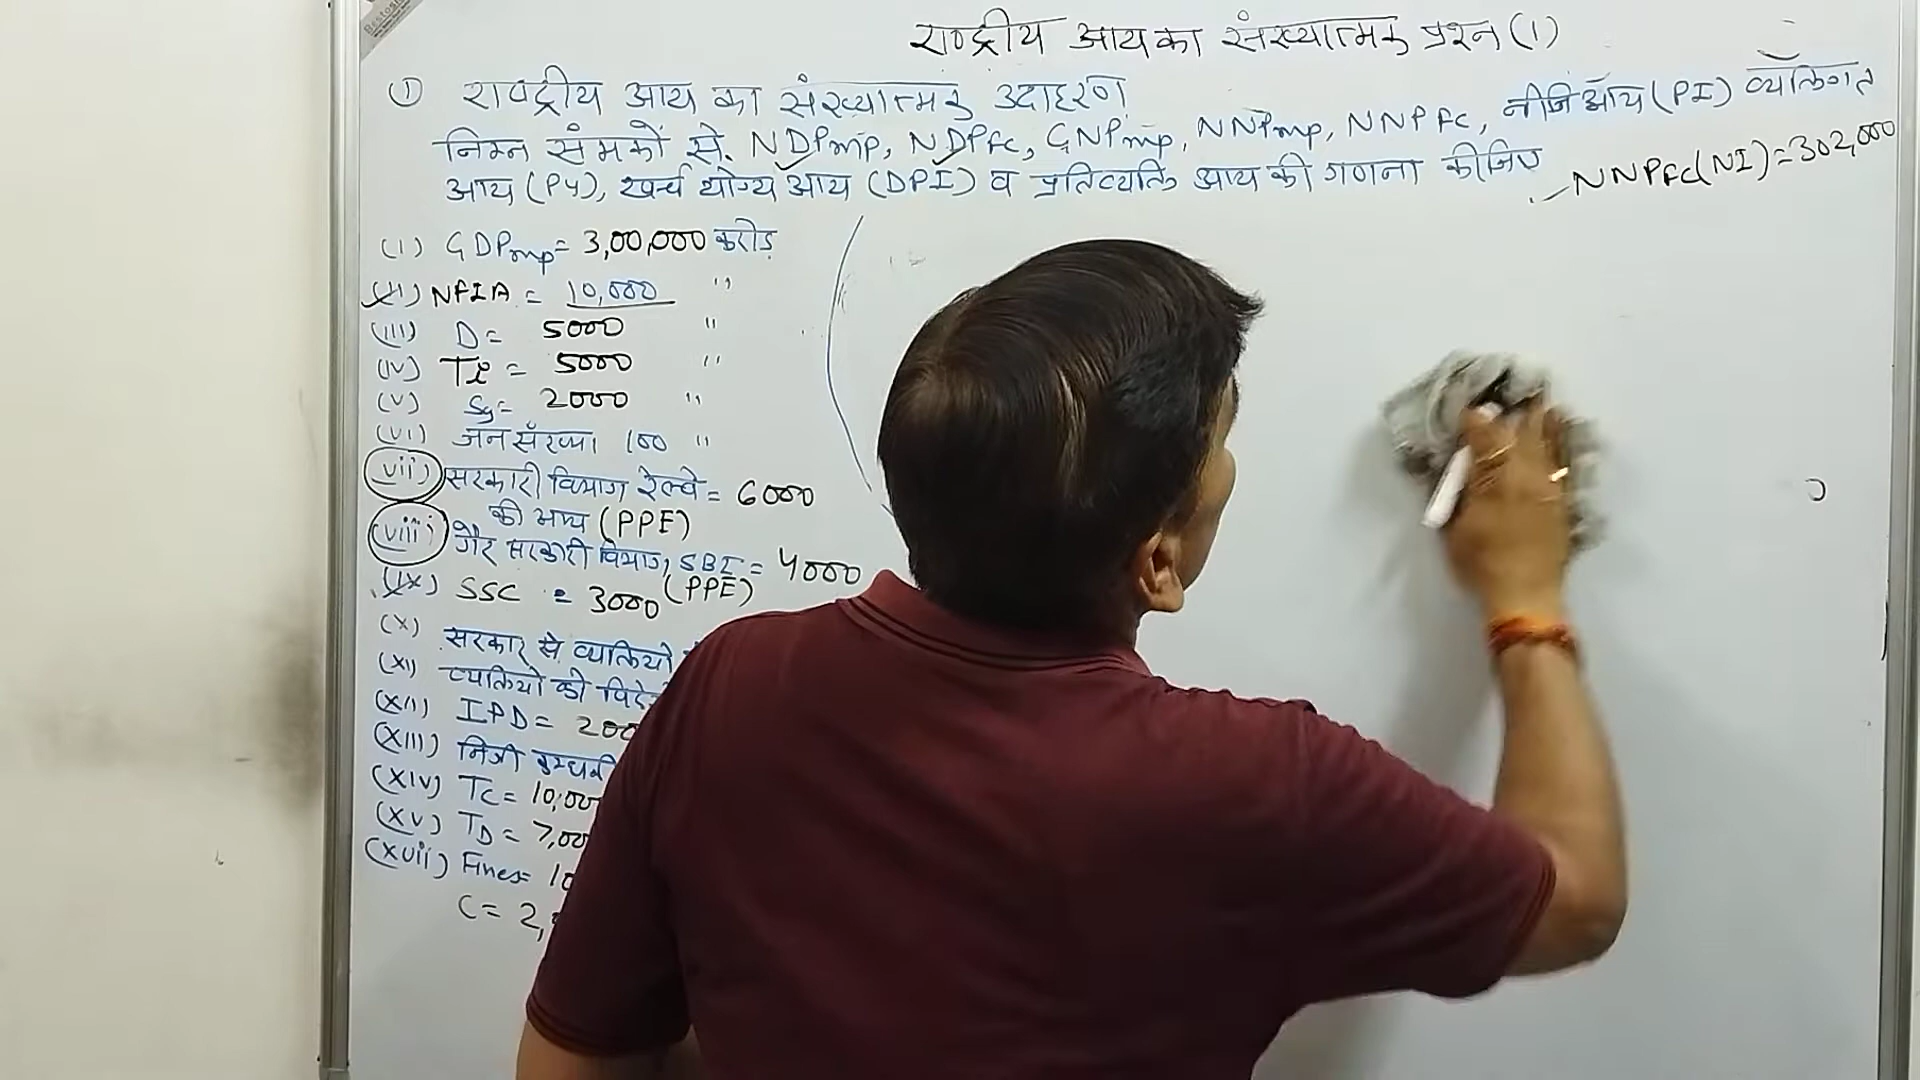 राष्ट्रीय आय का संख्यात्मक प्रश्न (1)
① राष्ट्रीय आय का संख्यात्मक उदाहरण
निम्न संमकों से. NDPmp, NDPfc, GNPmp, NNPmp, NNPfc, नीजि आय (PI) व्यक्तिगत
आय (Py), खर्च योग्य आय (DPI) व प्रतिव्यक्ति आय की गणना कीजिए
NNPFC(NI)=302,000
(i) GDPmp = 3,00,000 करोड़
(ii) NFIA = 10,000 "
(iii) D = 5000 "
(iv) Ti = 5000 "
(v) Sg = 2000 "
(vi) जनसंख्या 100 "
(vii) सरकारी विभाग रेल्वे = 6000
की आय (PPE)
(viii) गैर सरकारी विभाग, SBI = 4000
(PPE)
(ix) SSC = 3000
(x) सरकार से व्यक्तियों
(xi) व्यक्तियों को
(xii) IPD = 200
(xiii) निजी
(xiv) Tc = 10,00
(xv) TD = 7,00
(xvii) Fines = 10
C = 2,